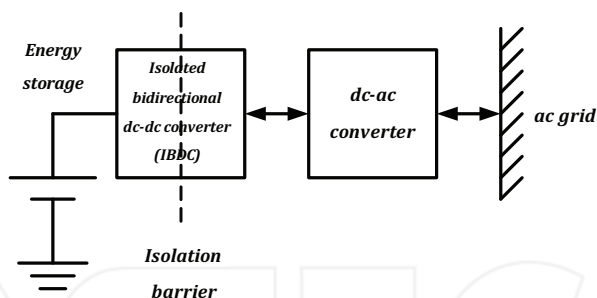 Energy
storage
Isolated
bidirectional
dc-dc converter
(IBDC)
dc-ac
converter
ac grid
Isolation
barrier